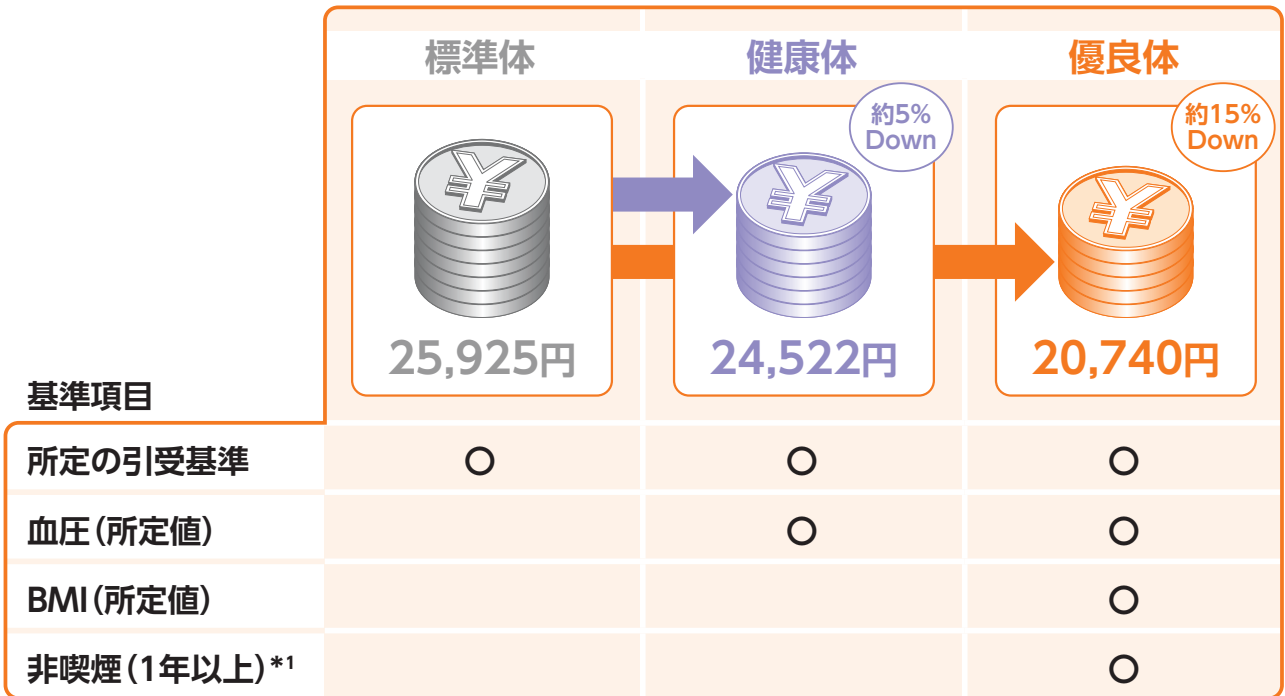 標準体 健康体 優良体
約5%
Down
約15%
Down
¥ ¥ ¥
25,925円 24,522円 20,740円
基準項目
所定の引受基準 ○ ○ ○
血圧(所定値) ○ ○
BMI(所定値) ○
非喫煙(1年以上)*1 ○